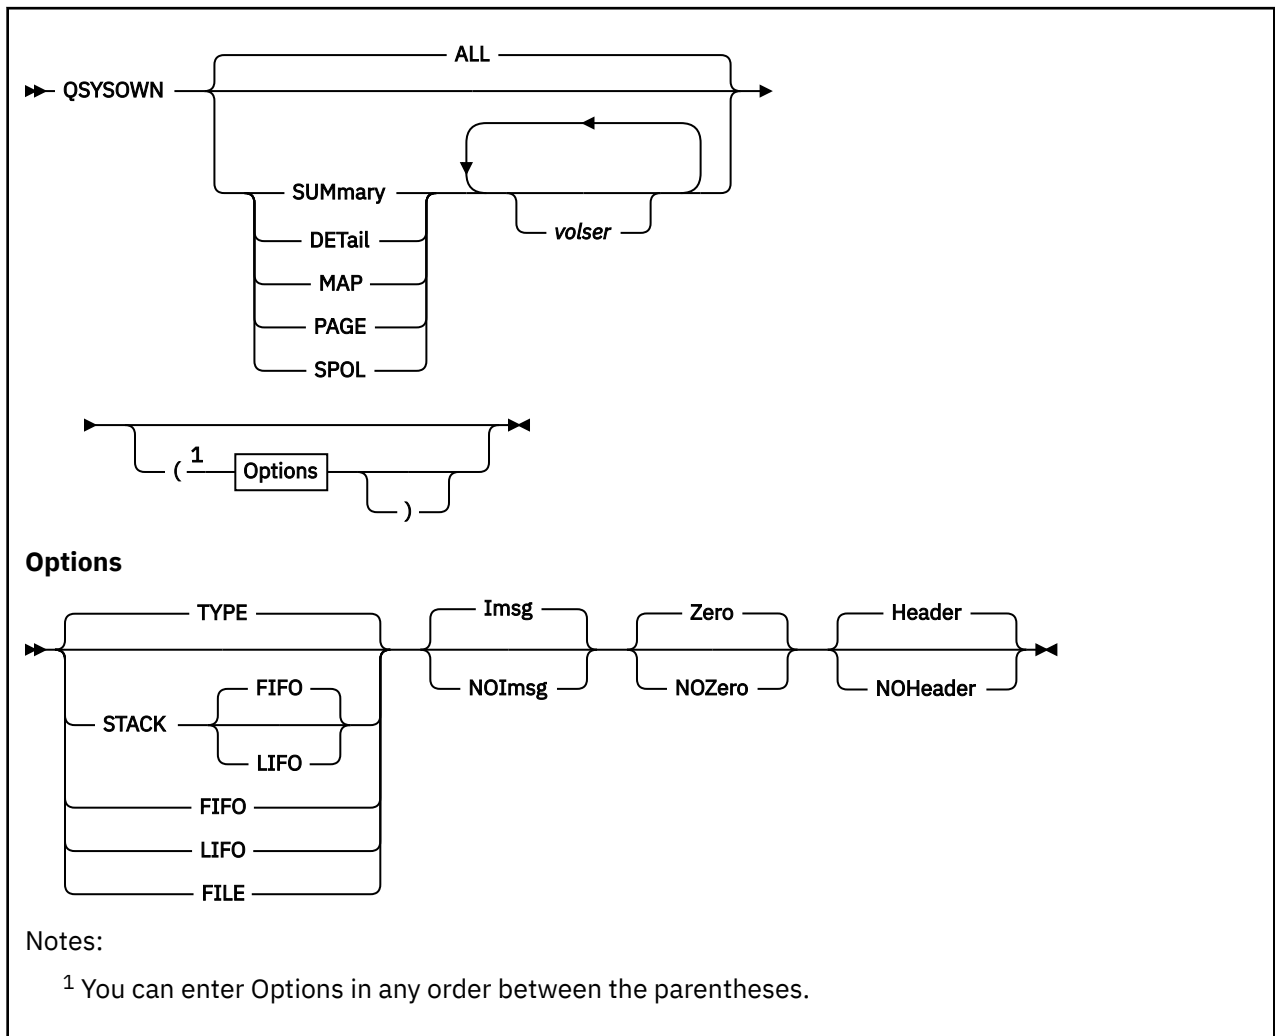 ALL
QSYSOWN
SUMmary
volser
DETail
MAP
PAGE
SPOL
( 1 Options
)
Options
TYPE Imsg Zero Header
FIFO NOImsg NOZero NOHeader
STACK
LIFO
FIFO
LIFO
FILE
Notes:
1 You can enter Options in any order between the parentheses.